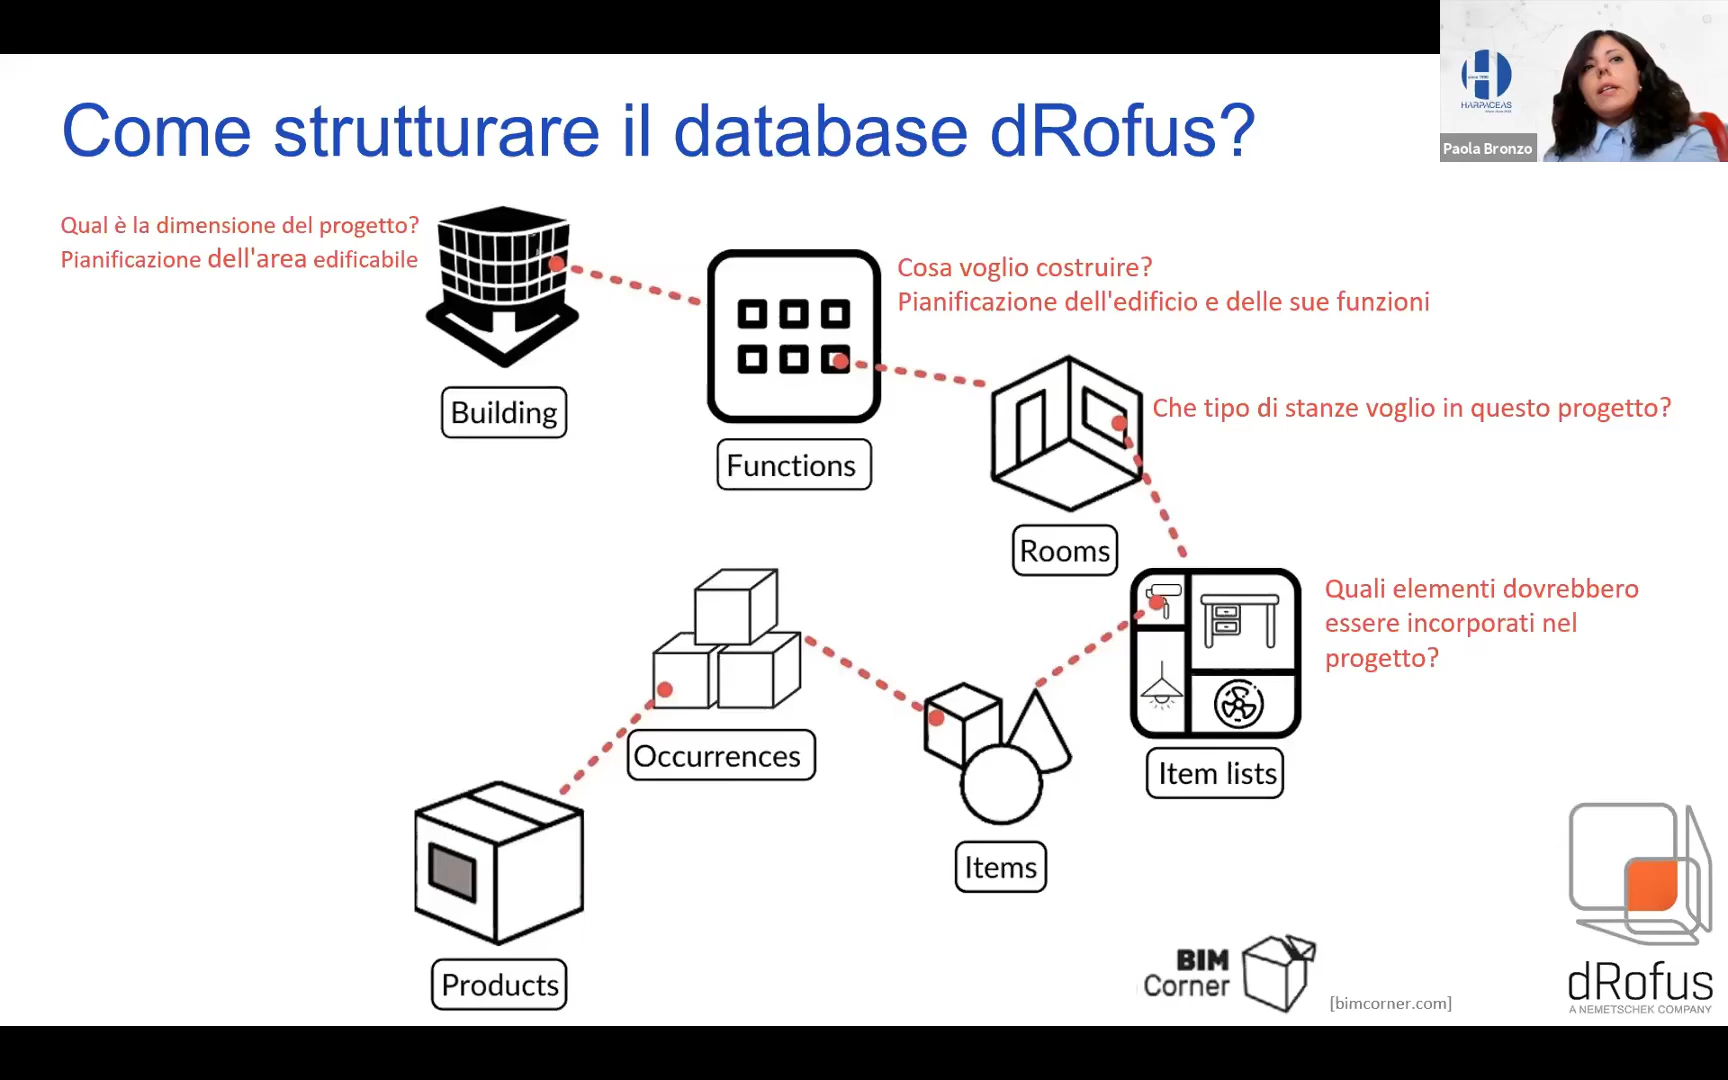 Come strutturare il database dRofus?
HARPACEAS
Paola Bronzo
Qual è la dimensione del progetto?
Pianificazione dell'area edificabile
Cosa voglio costruire?
Pianificazione dell'edificio e delle sue funzioni
Building
Functions
Che tipo di stanze voglio in questo progetto?
Rooms
Quali elementi dovrebbero
essere incorporati nel
progetto?
Occurrences
Item lists
Items
Products
BIM
Corner
[bimcorner.com]
dRofus
A NEMETSCHEK COMPANY